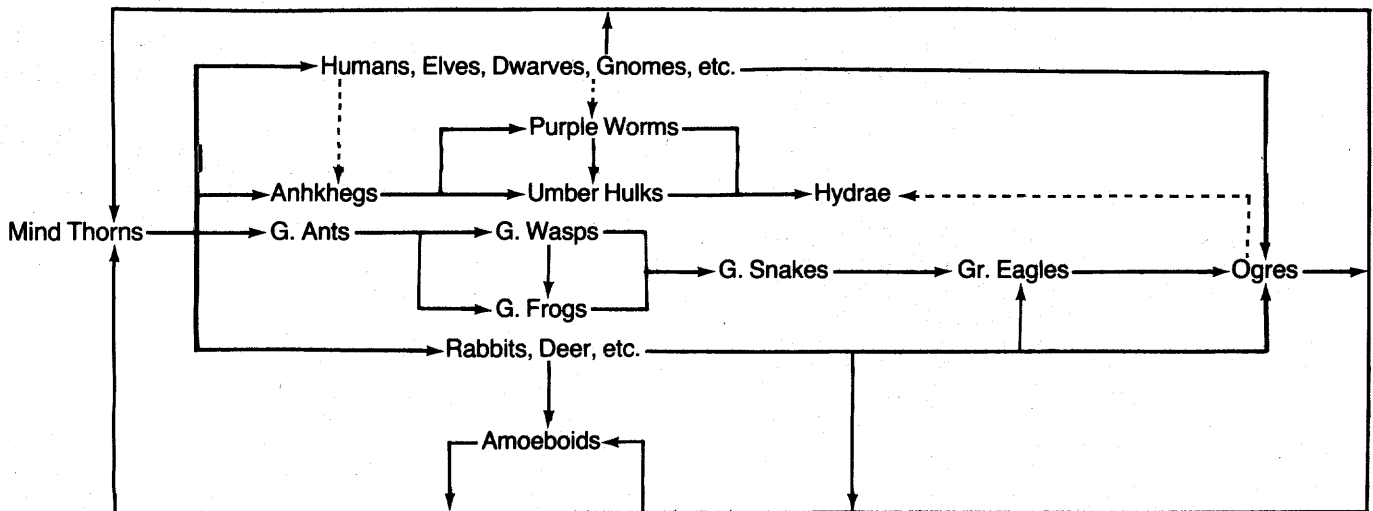 Humans, Elves, Dwarves, Gnomes, etc.
Purple Worms
Anhkhegs
Umber Hulks
Hydrae
Mind Thorns
G. Ants
G. Wasps
G. Snakes
Gr. Eagles
Ogres
G. Frogs
Rabbits, Deer, etc.
Amoeboids